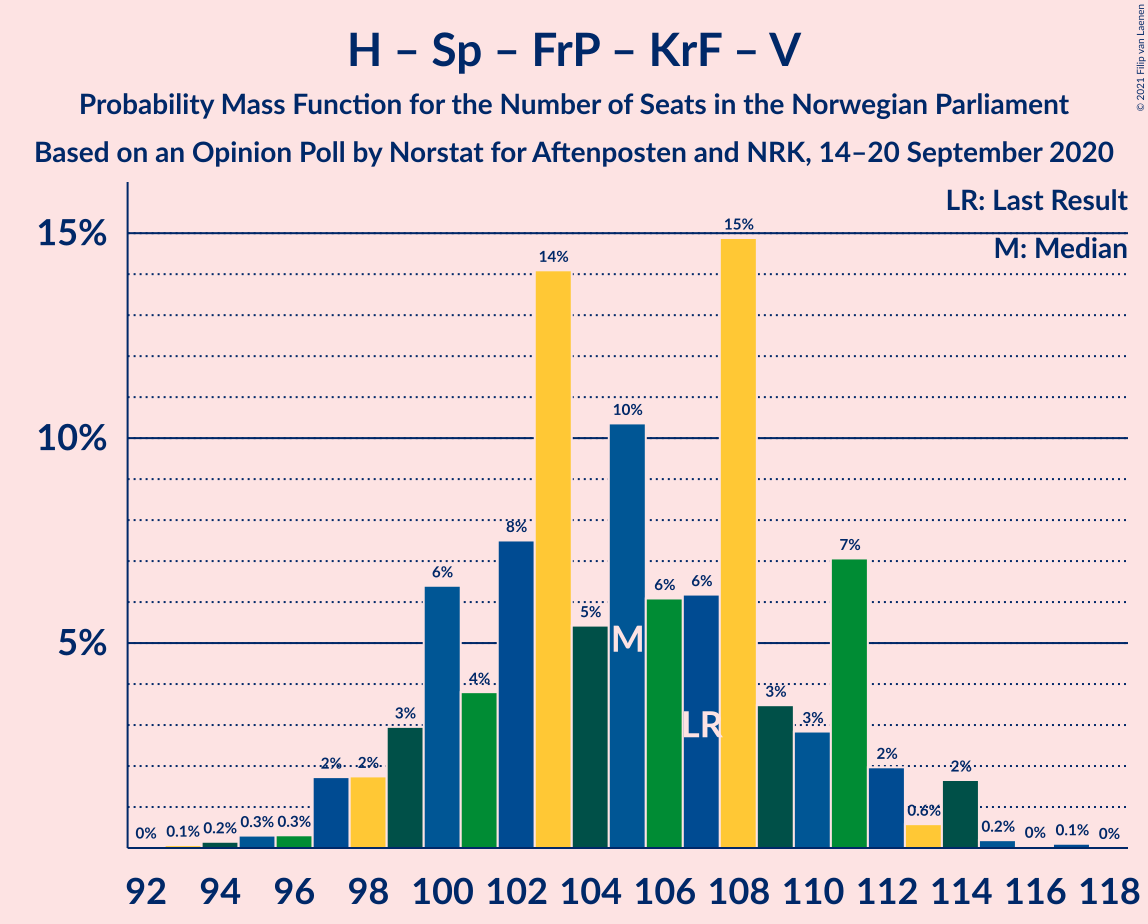 H – Sp – FrP – KrF – V
Probability Mass Function for the Number of Seats in the Norwegian Parliament
Based on an Opinion Poll by Norstat for Aftenposten and NRK, 14–20 September 2020
© 2021 Filip van Laenen
LR: Last Result
M: Median
15%
10%
5%
0% 0.1% 0.2% 0.3% 0.3% 2% 2% 3% 6% 4% 8% 14% 5% 10% 6% 6% 15% 3% 3% 7% 2% 0.6% 2% 0.2% 0% 0.1% 0%
M
LR
92 94 96 98 100 102 104 106 108 110 112 114 116 118